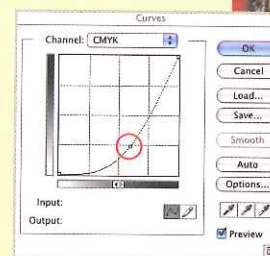 Curves
Channel: CMYK
OK
Cancel
Load...
Save...
Smooth
Auto
Options...
Input:
Output:
Preview